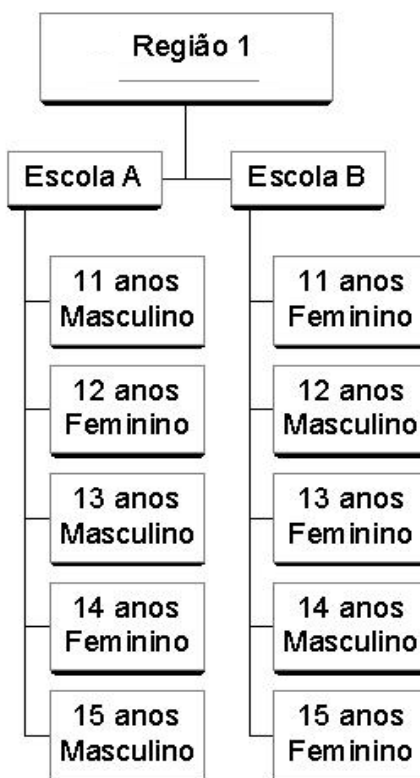 Região 1
Escola A
Escola B
11 anos
Masculino
12 anos
Feminino
13 anos
Masculino
14 anos
Feminino
15 anos
Masculino
11 anos
Feminino
12 anos
Masculino
13 anos
Feminino
14 anos
Masculino
15 anos
Feminino